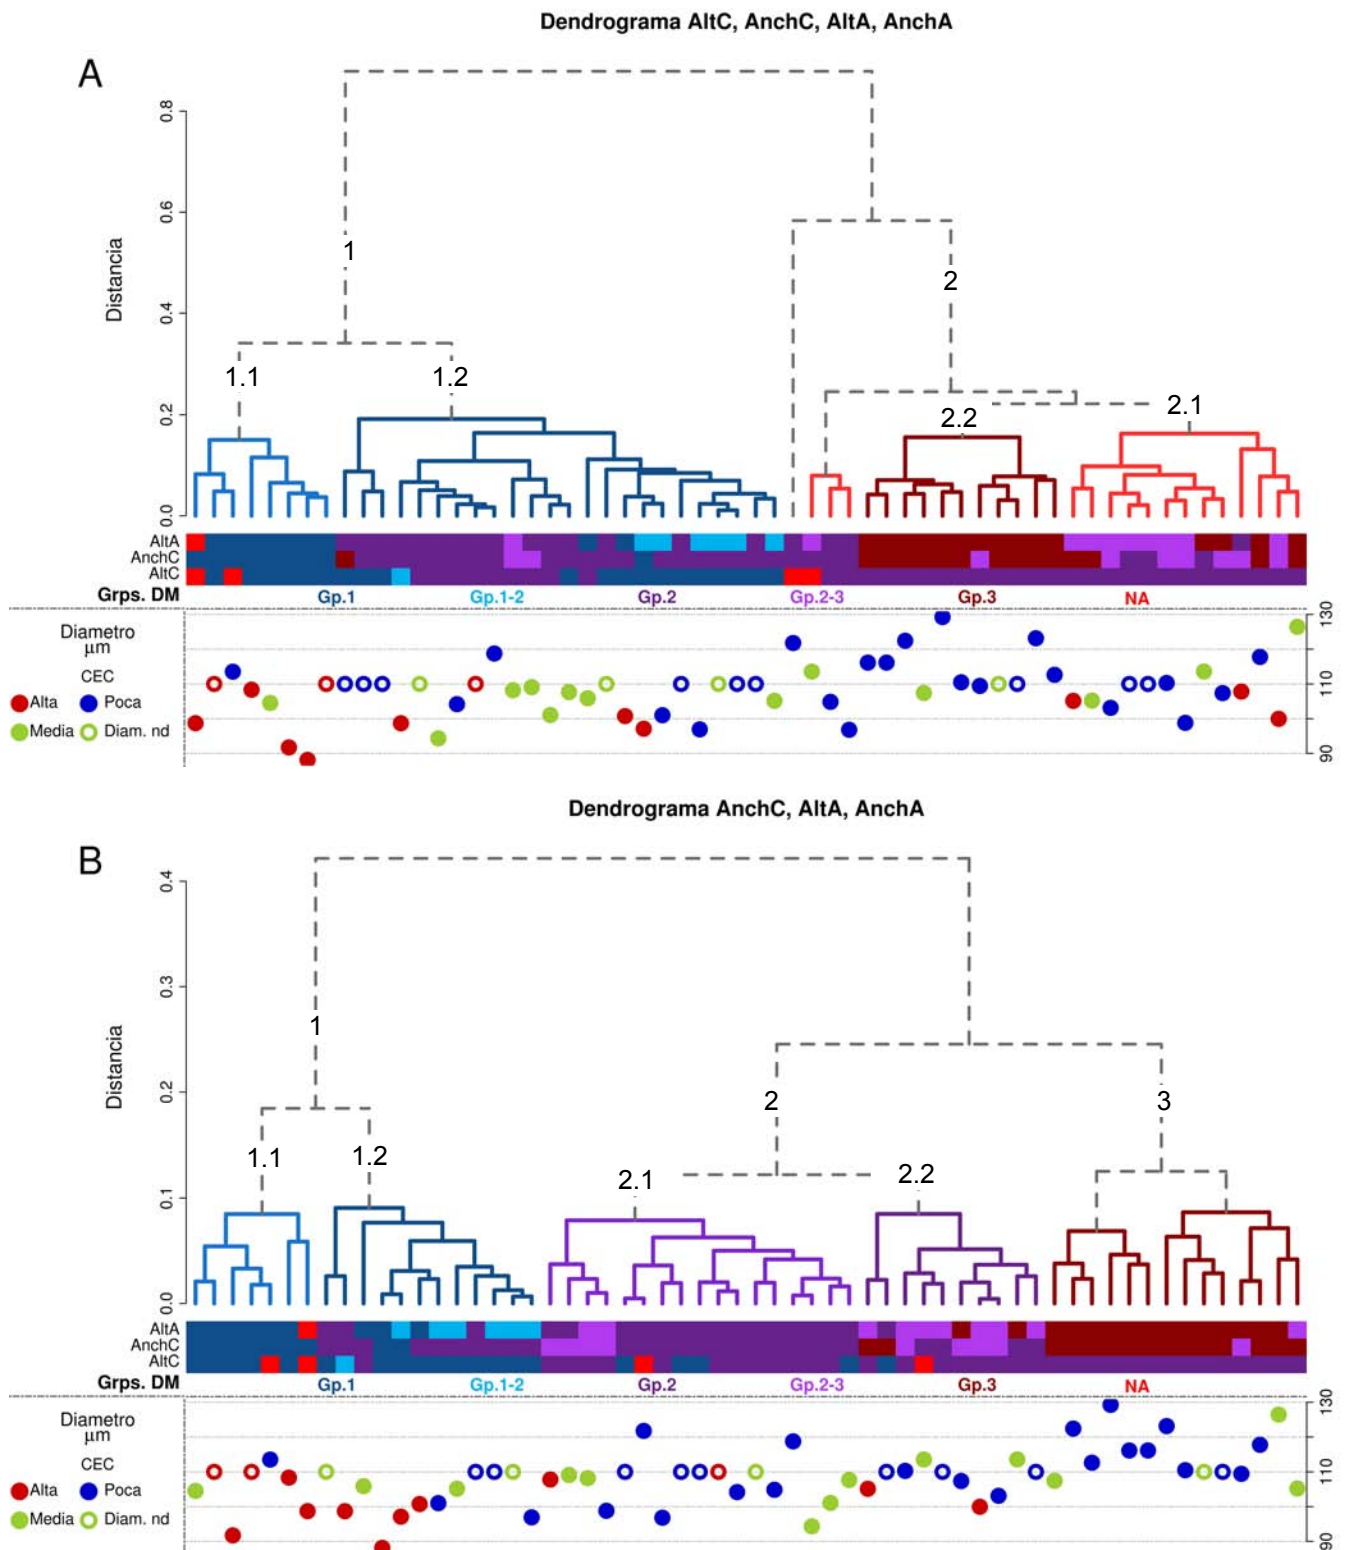 Dendrograma AltC, AnchC, AltA, AnchA
A
Distancia
0.8
0.6
0.4
0.2
0.0
1
2
1.1
1.2
2.2
2.1
AltA
AnchC
AltC
Grps. DM
Gp.1
Gp.1-2
Gp.2
Gp.2-3
Gp.3
NA
Diametro
µm
CEC
Alta
Poca
Media
Diam. nd
130
110
90
Dendrograma AnchC, AltA, AnchA
B
Distancia
0.4
0.3
0.2
0.1
0.0
1
2
3
1.1
1.2
2.1
2.2
AltA
AnchC
AltC
Grps. DM
Gp.1
Gp.1-2
Gp.2
Gp.2-3
Gp.3
NA
Diametro
µm
CEC
Alta
Poca
Media
Diam. nd
130
110
90